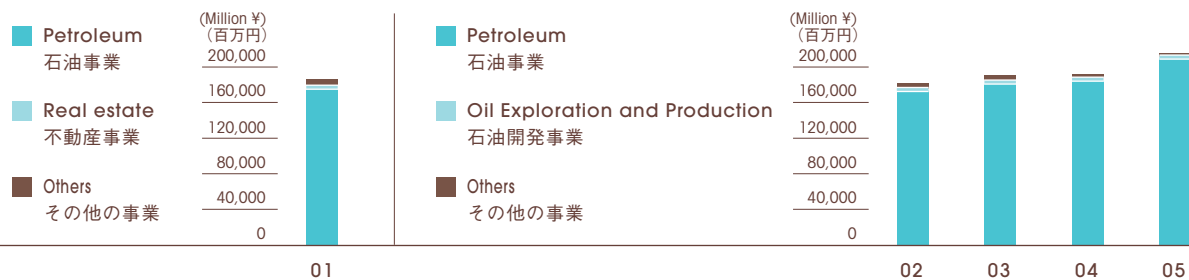 Petroleum
石油事業
Real estate
不動産事業
Others
その他の事業
(Million ¥)
（百万円）
200,000
160,000
120,000
80,000
40,000
0
01
Petroleum
石油事業
Oil Exploration and Production
石油開発事業
Others
その他の事業
(Million ¥)
（百万円）
200,000
160,000
120,000
80,000
40,000
0
02 03 04 05